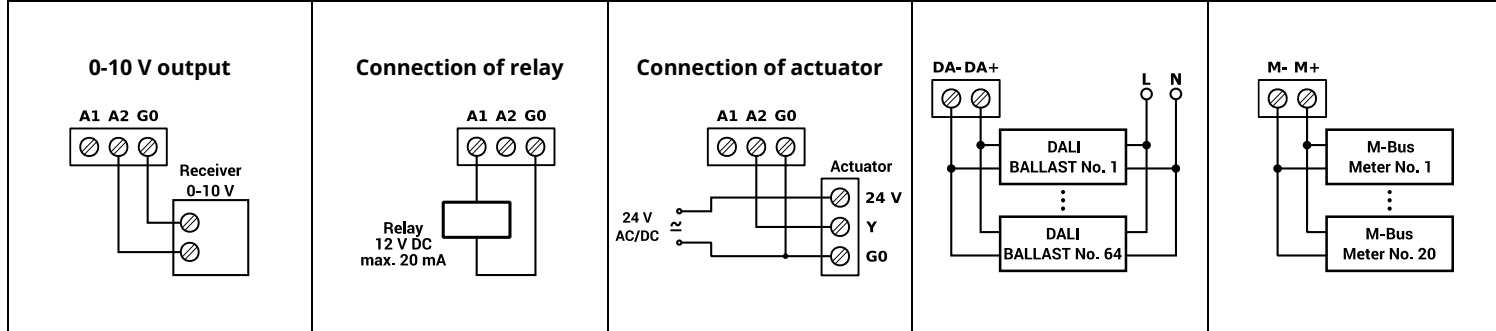 0-10 V output
A1 A2 G0
Receiver
0-10 V
Connection of relay
A1 A2 G0
Relay
12 V DC
max. 20 mA
Connection of actuator
A1 A2 G0
Actuator
24 V
Y
G0
24 V
AC/DC
DA- DA+
L N
DALI
BALLAST No. 1
DALI
BALLAST No. 64
M- M+
M-Bus
Meter No. 1
M-Bus
Meter No. 20